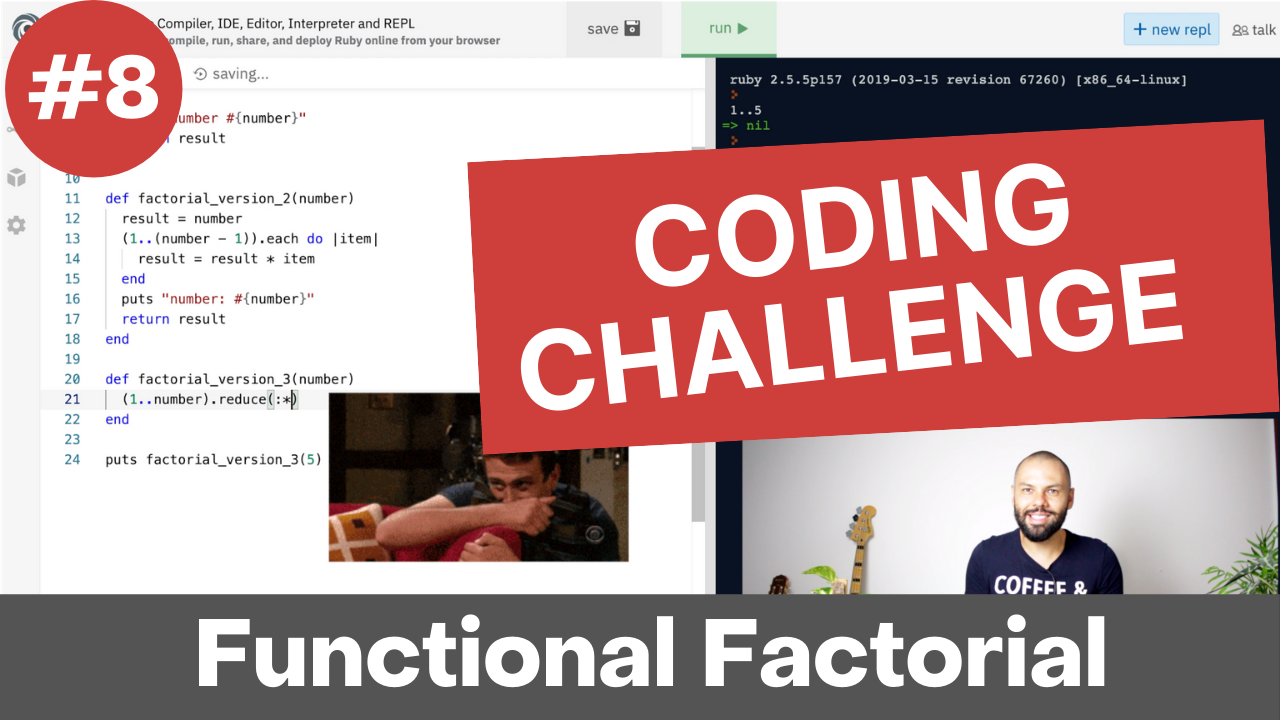 #8
Compiler, IDE, Editor, Interpreter and REPL
compile, run, share, and deploy Ruby online from your browser
save
run
+ new repl
talk
saving...
number #{number}"
result
10
11 def factorial_version_2(number)
12 result = number
13 (1..(number - 1)).each do |item|
14 result = result * item
15 end
16 puts "number: #{number}"
17 return result
18 end
19
20 def factorial_version_3(number)
21 (1..number).reduce(:*)
22 end
23
24 puts factorial_version_3(5)
ruby 2.5.5p157 (2019-03-15 revision 67260) [x86_64-linux]
1..5
=> nil
CODING
CHALLENGE
COFFEE &
Functional Factorial